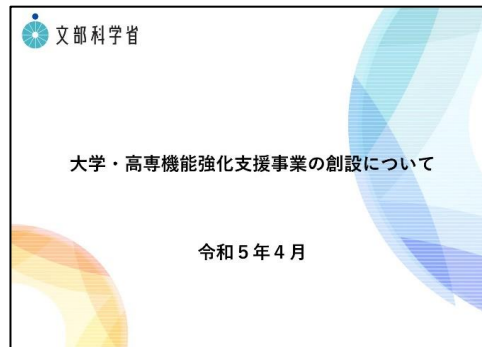 文部科学省
大学・高専機能強化支援事業の創設について
令和５年４月